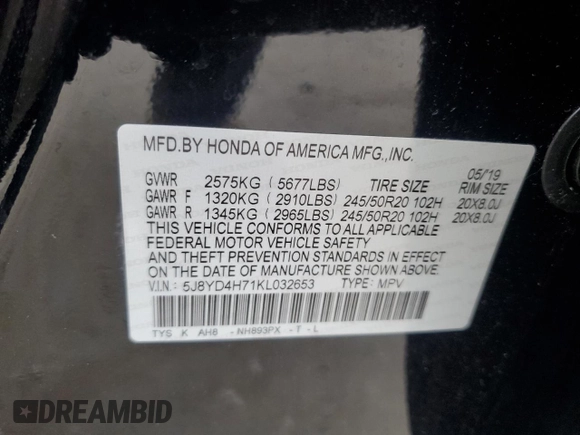 MFD.BY HONDA OF AMERICA MFG.,INC.
05/19
GVWR 2575KG (5677LBS) TIRE SIZE RIM SIZE
GAWR F 1320KG (2910LBS) 245/50R20 102H 20X8.0J
GAWR R 1345KG (2965LBS) 245/50R20 102H 20X8.0J
THIS VEHICLE CONFORMS TO ALL APPLICABLE
FEDERAL MOTOR VEHICLE SAFETY
AND THEFT PREVENTION STANDARDS IN EFFECT
ON THE DATE OF MANUFACTURE SHOWN ABOVE.
V.I.N.: 5J8YD4H71KL032653 TYPE: MPV
TYS K AH6 -NH893PX -T -L
DREAMBID